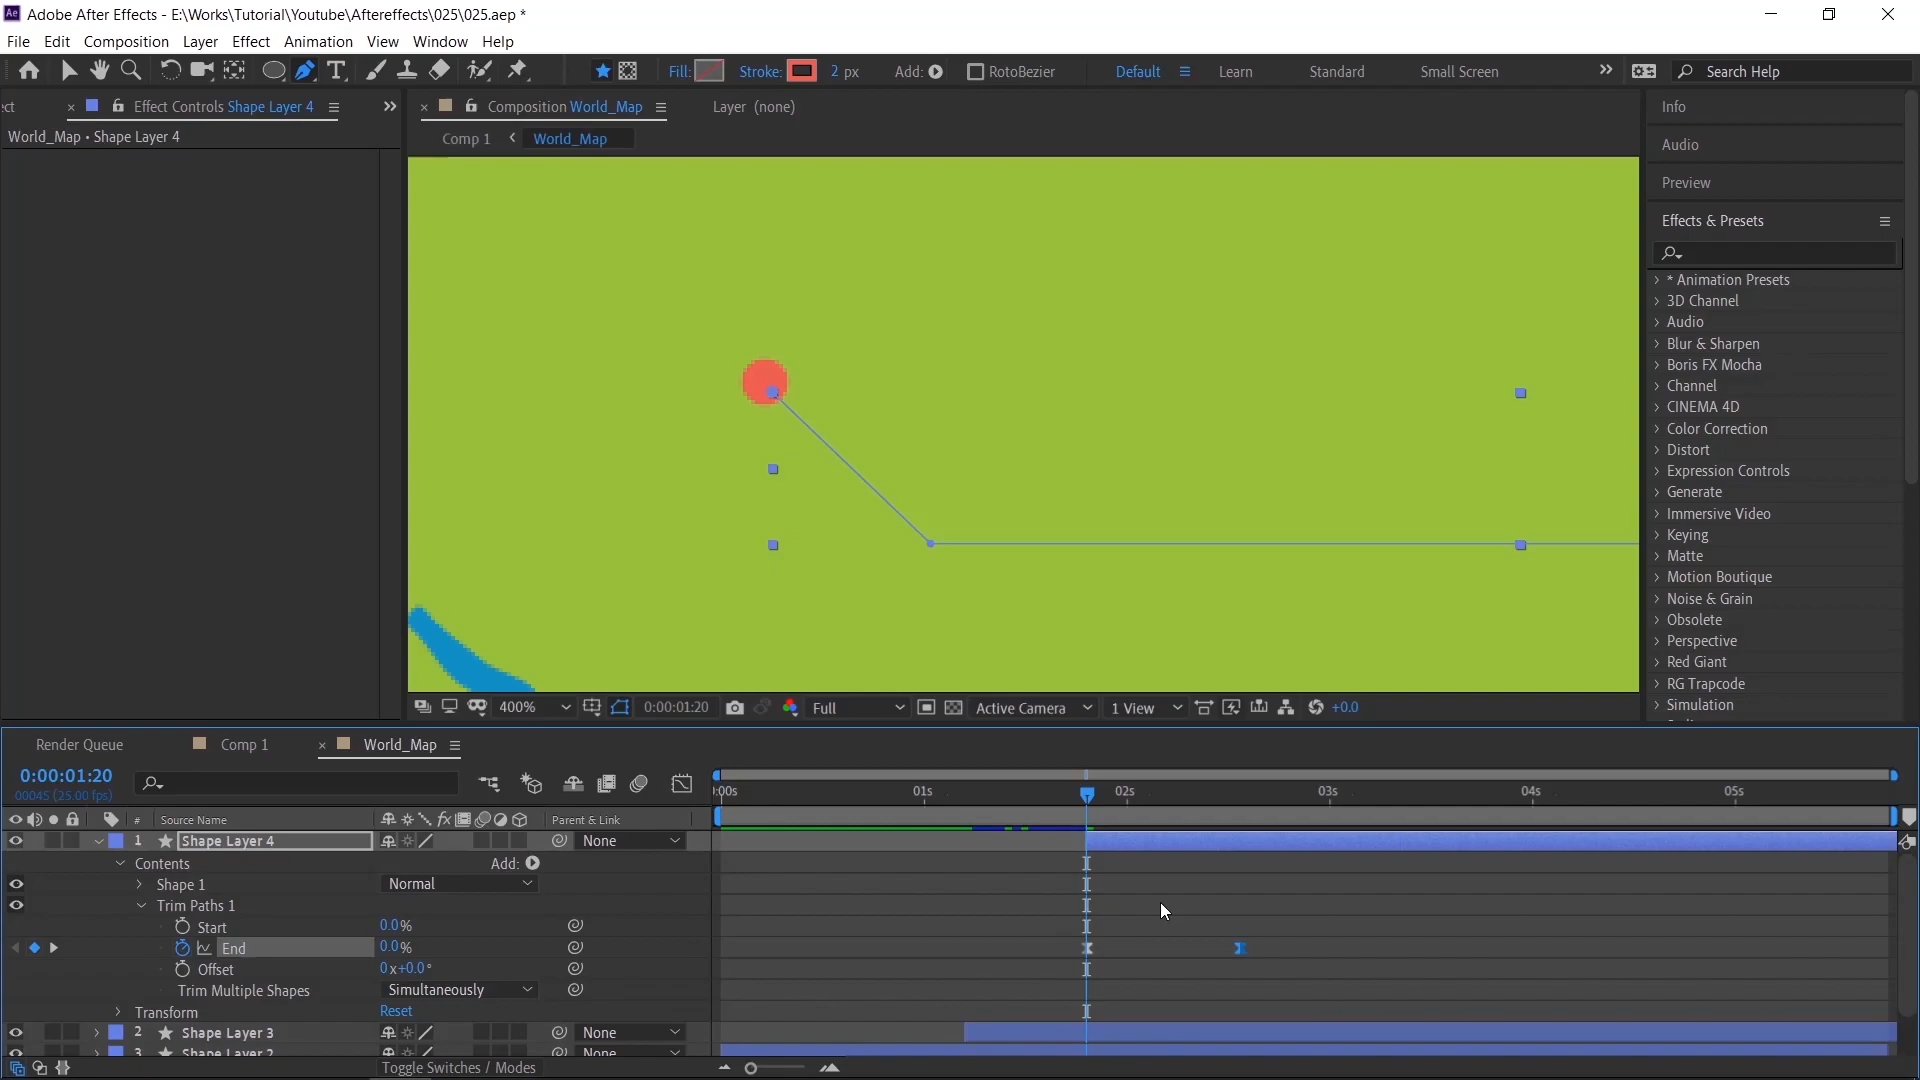 Ae Adobe After Effects - E:\Works\Tutorial\Youtube\Aftereffects\025\025.aep *
File Edit Composition Layer Effect Animation View Window Help
Fill: Stroke: 2 px Add: RotoBezier Default Learn Standard Small Screen Search Help
ect × Effect Controls Shape Layer 4
× Composition World_Map Layer (none)
World_Map • Shape Layer 4
Comp 1 World_Map
Info
Audio
Preview
Effects & Presets
* Animation Presets
3D Channel
Audio
Blur & Sharpen
Boris FX Mocha
Channel
CINEMA 4D
Color Correction
Distort
Expression Controls
Generate
Immersive Video
Keying
Matte
Motion Boutique
Noise & Grain
Obsolete
Perspective
Red Giant
RG Trapcode
Simulation
400% 0:00:01:20 Full Active Camera 1 View +0.0
Render Queue Comp 1 × World_Map
0:00:01:20
00045 (25.00 fps)
:00s 01s 02s 03s 04s 05s
# Source Name fx Parent & Link
1 Shape Layer 4 None
Contents Add:
Shape 1 Normal
Trim Paths 1
Start 0.0%
End 0.0%
Offset 0x+0.0°
Trim Multiple Shapes Simultaneously
Transform Reset
2 Shape Layer 3 None
3 Shape Layer 2 None
Toggle Switches / Modes